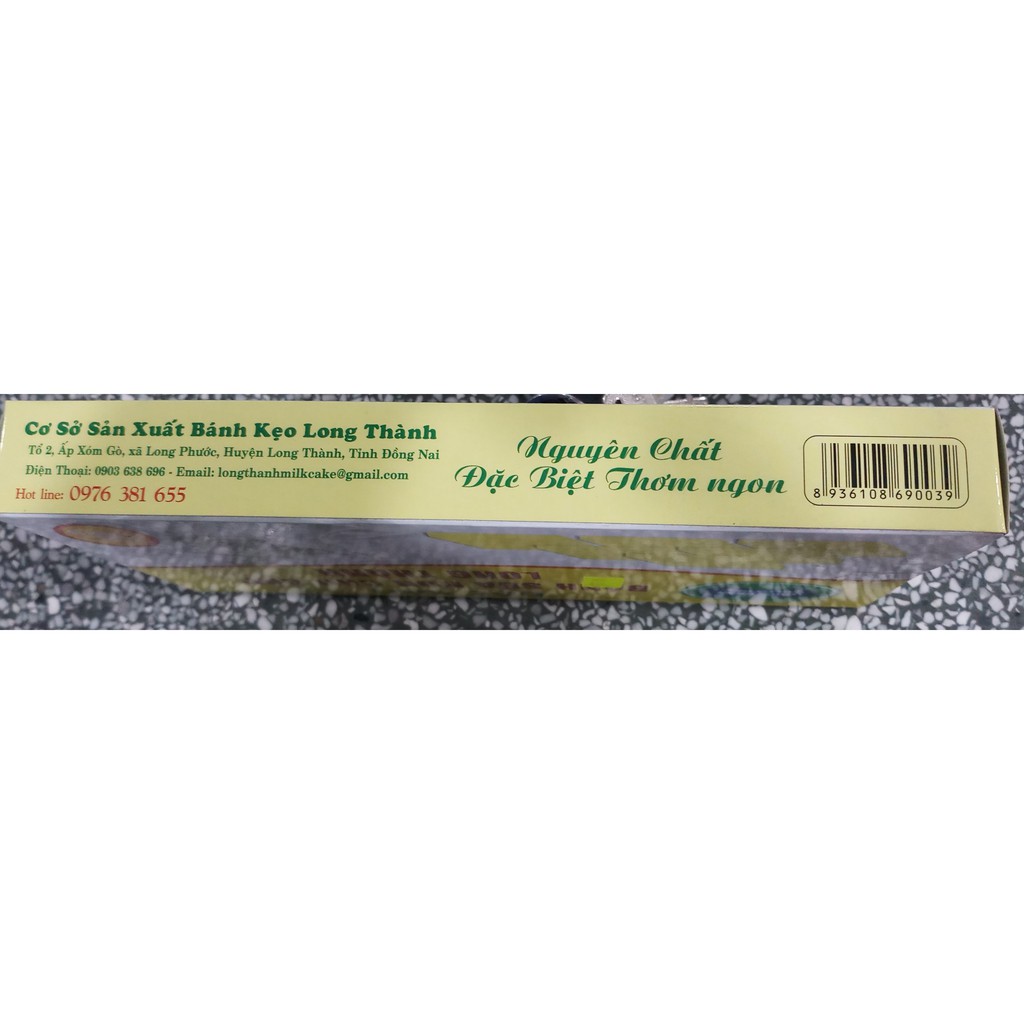 Cơ Sở Sản Xuất Bánh Kẹo Long Thành
Tổ 2, Ấp Xóm Gò, xã Long Phước, Huyện Long Thành, Tỉnh Đồng Nai
Điện Thoại: 0903 638 696 - Email: longthanhmilkcake@gmail.com
Hot line: 0976 381 655
Nguyên Chất
Đặc Biệt Thơm ngon
8 936108 690039